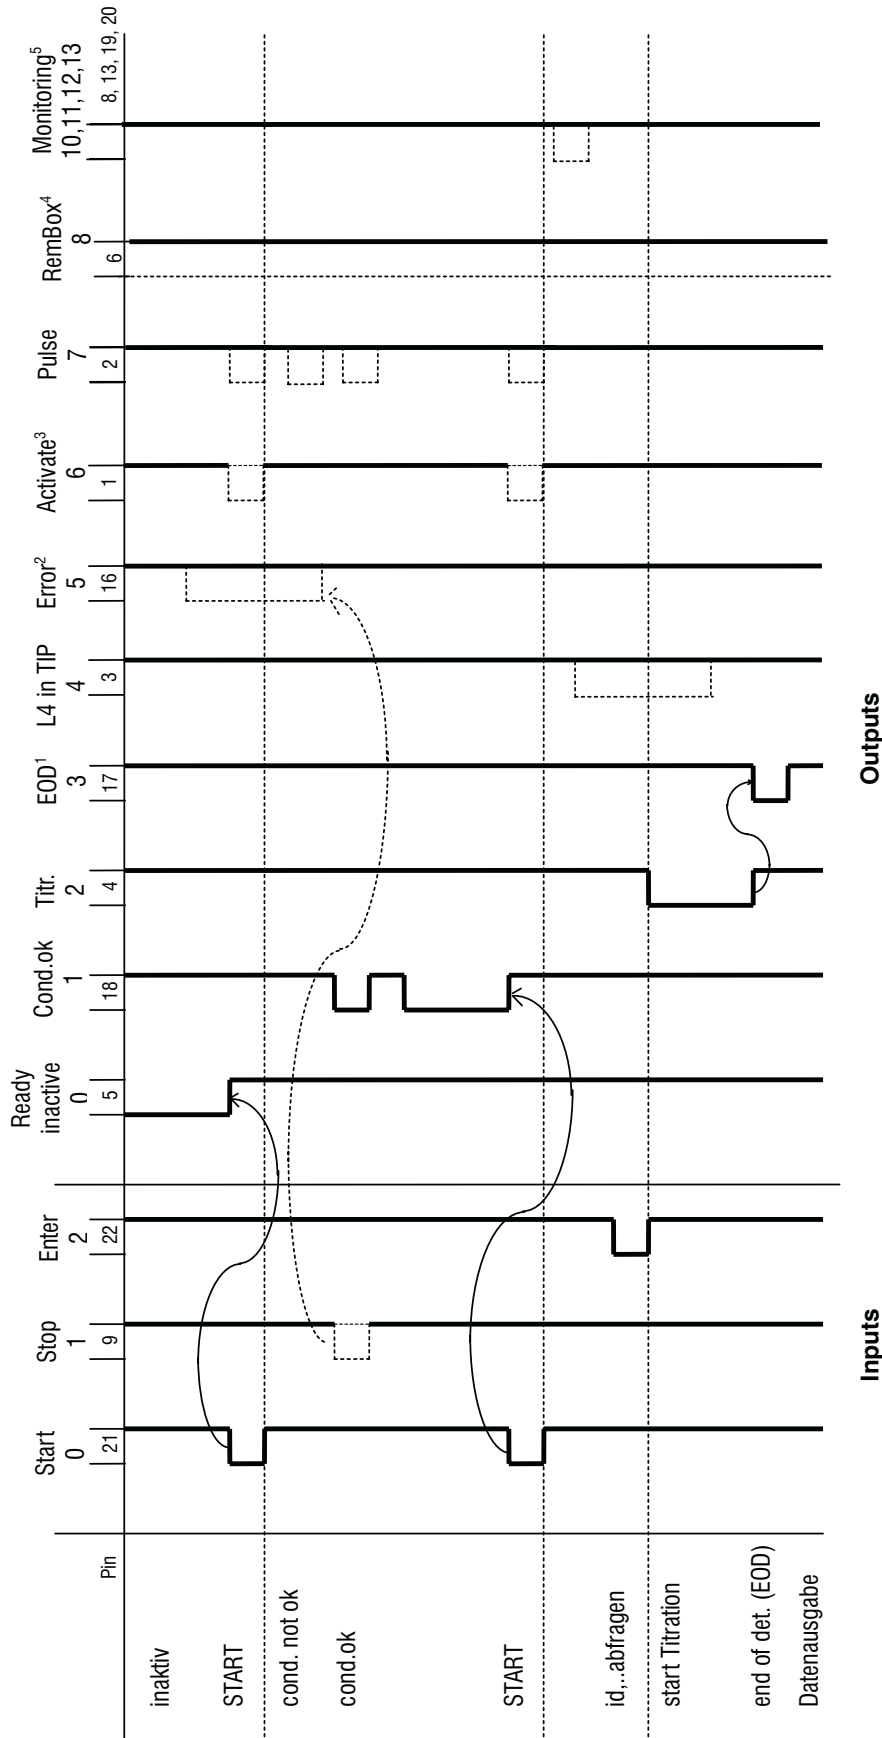 Pin
inaktiv
START
cond. not ok
cond.ok
START
id,..abfragen
start Titration
end of det. (EOD)
Datenausgabe
Start
0
21
Stop
1
9
Enter
2
22
Ready
inactive
0
5
Cond.ok
1
18
Titr.
2
4
EOD¹
3
17
L4 in TIP
4
3
Error²
5
16
Activate³
6
1
Pulse
7
2
RemBox⁴
8
6
Monitoring⁵
10,11,12,13
8, 13, 19, 20
Inputs
Outputs